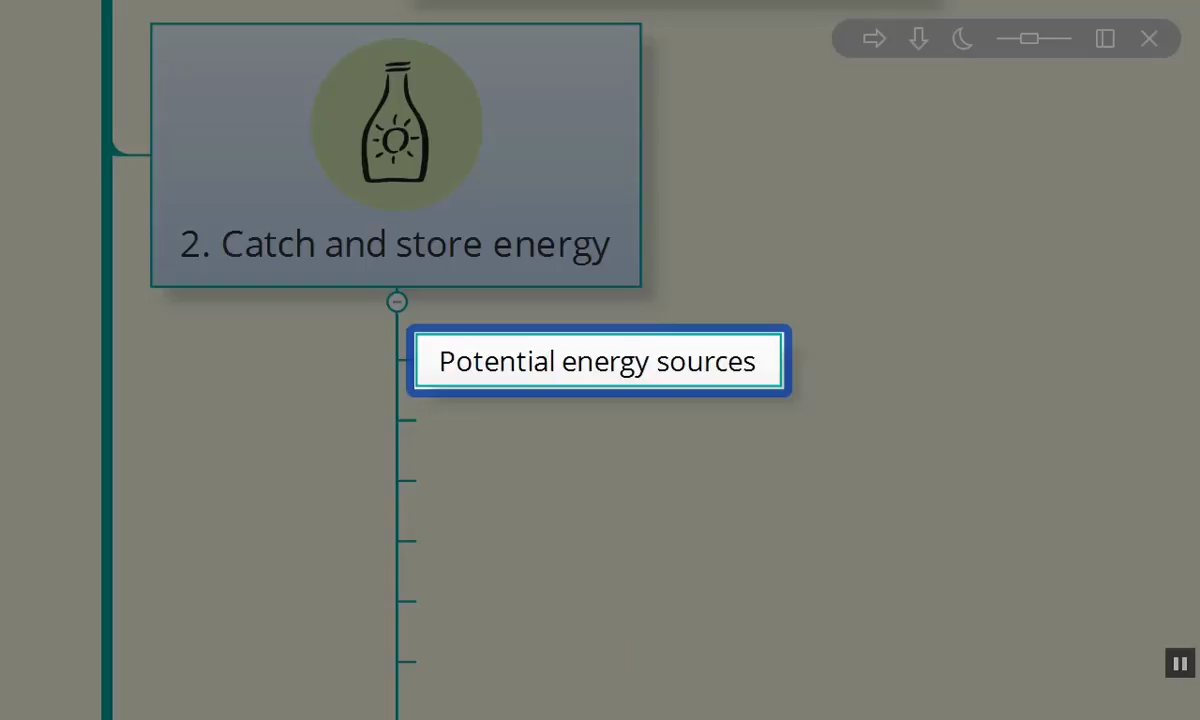 2. Catch and store energy
Potential energy sources